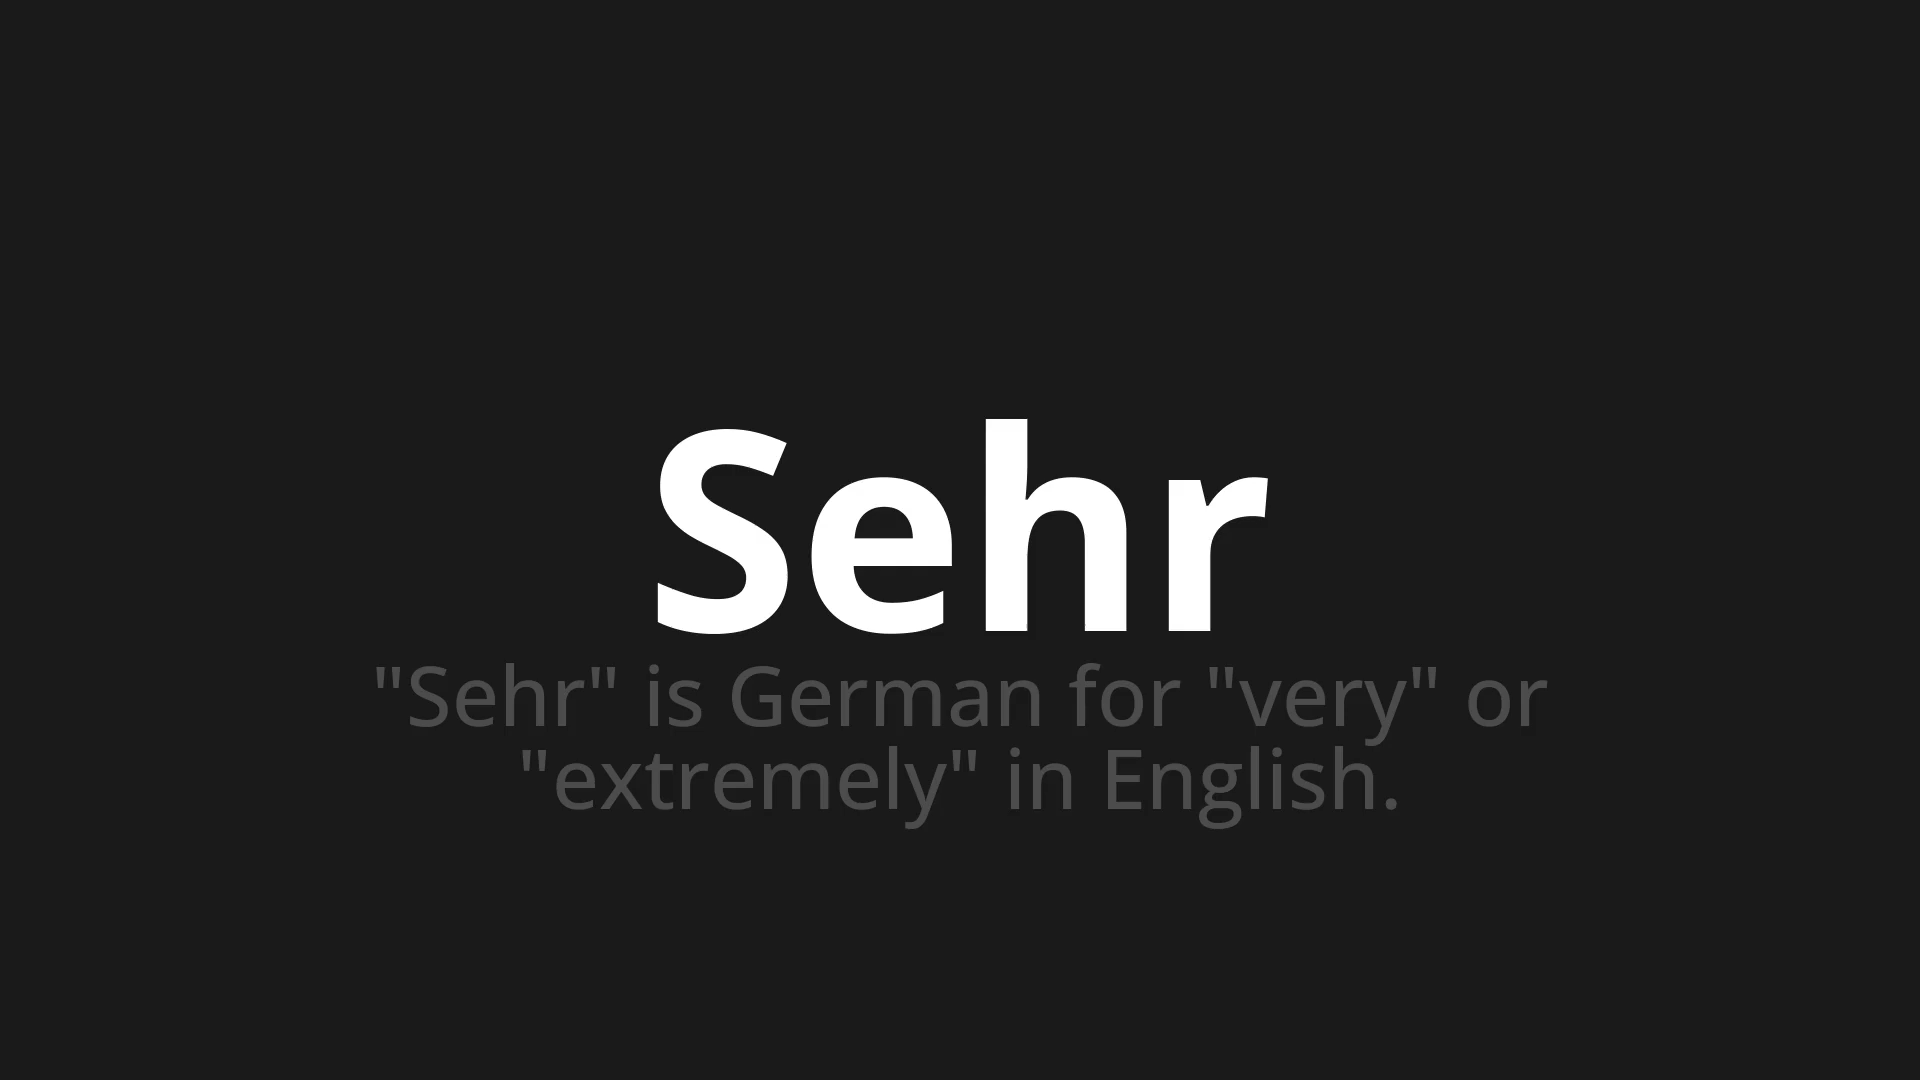 Sehr
"Sehr" is German for "very" or
"extremely" in English.